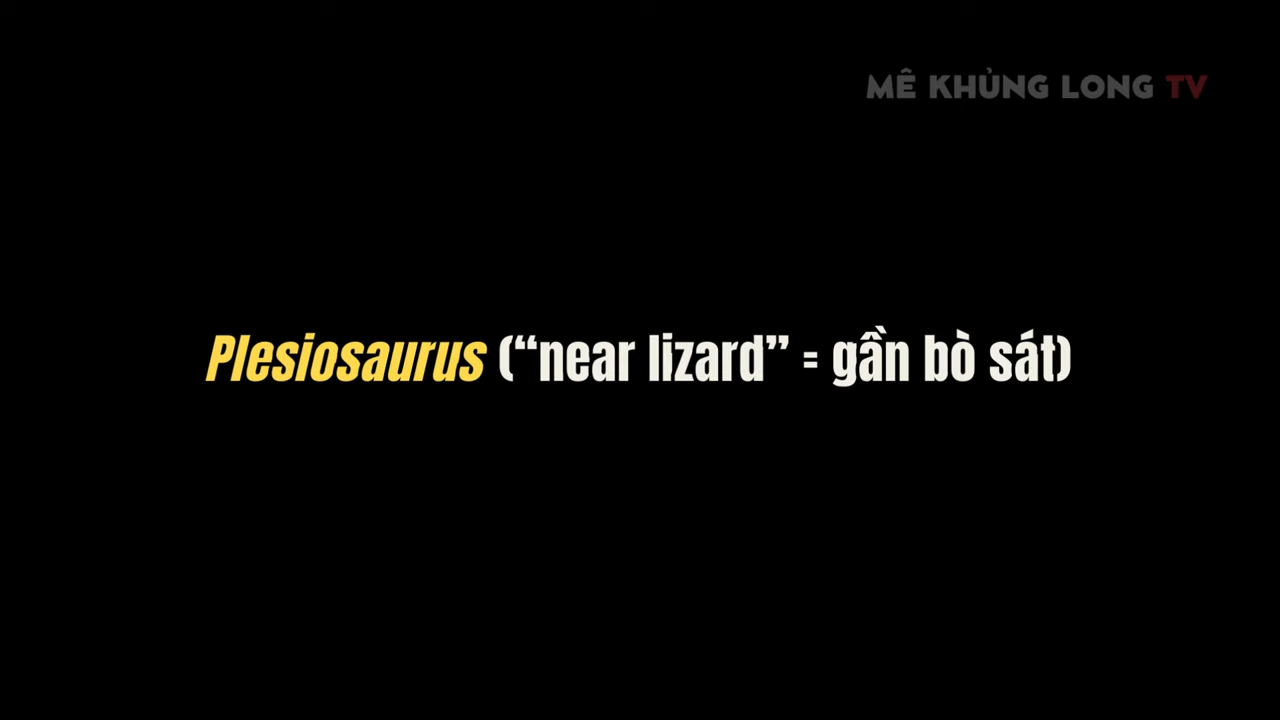 MÊ KHỦNG LONG TV
Plesiosaurus (“near lizard” = gần bò sát)